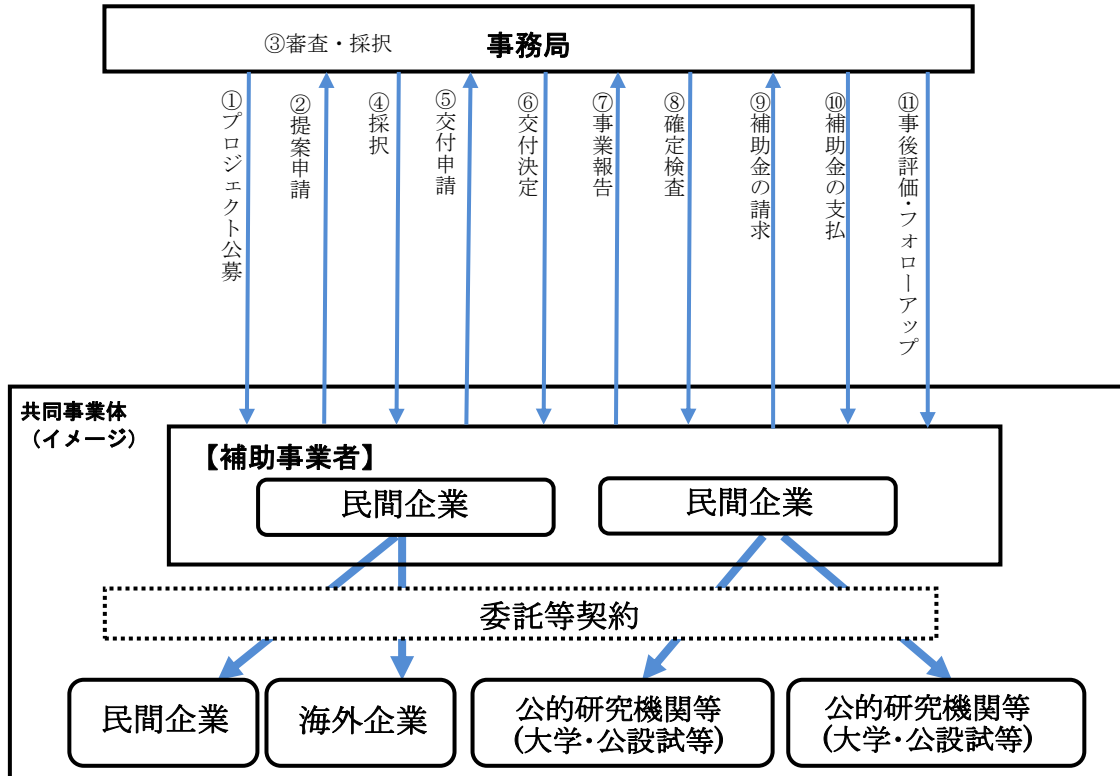 ③審査・採択
事務局
①プロジェクト公募
②提案申請
④採択
⑤交付申請
⑥交付決定
⑦事業報告
⑧確定検査
⑨補助金の請求
⑩補助金の支払
⑪事後評価・フォローアップ
共同事業体
（イメージ）
【補助事業者】
民間企業
民間企業
委託等契約
民間企業
海外企業
公的研究機関等
(大学・公設試等)
公的研究機関等
(大学・公設試等)